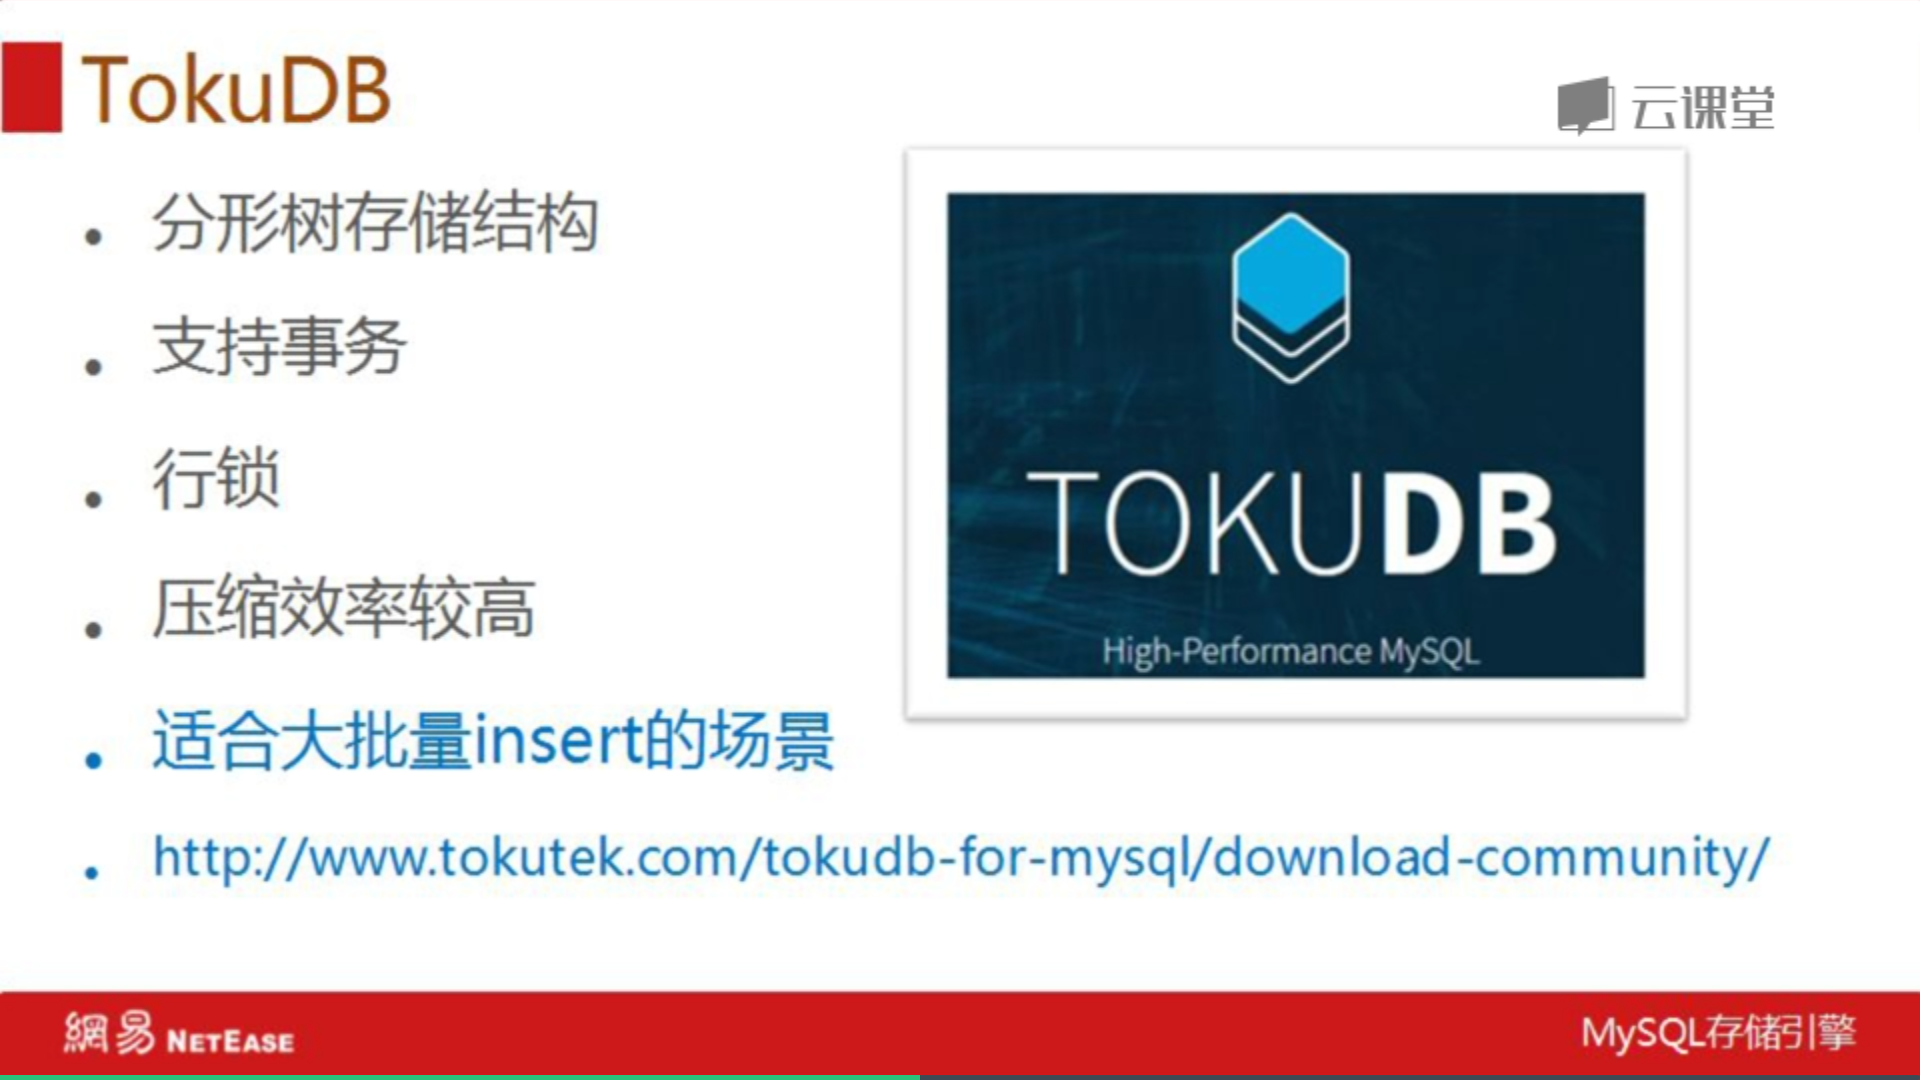 TokuDB
云课堂
分形树存储结构
支持事务
行锁
压缩效率较高
适合大批量insert的场景
http://www.tokutek.com/tokudb-for-mysql/download-community/
TOKUDB
High-Performance MySQL
網易 NETEASE
MySQL存储引擎